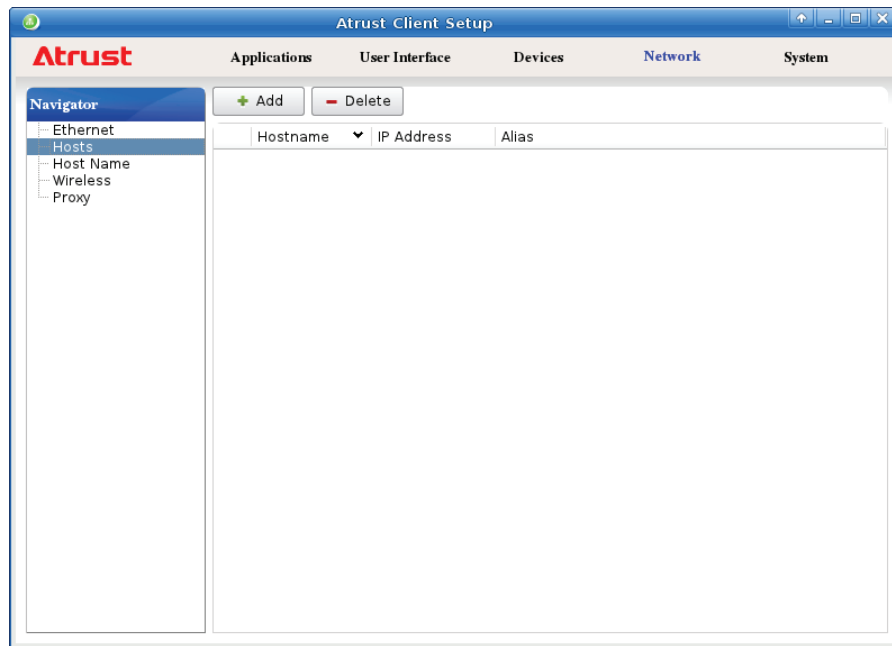 Atrust Client Setup
Atrust Applications User Interface Devices Network System
Navigator
Ethernet
Hosts
Host Name
Wireless
Proxy
Add Delete
Hostname IP Address Alias